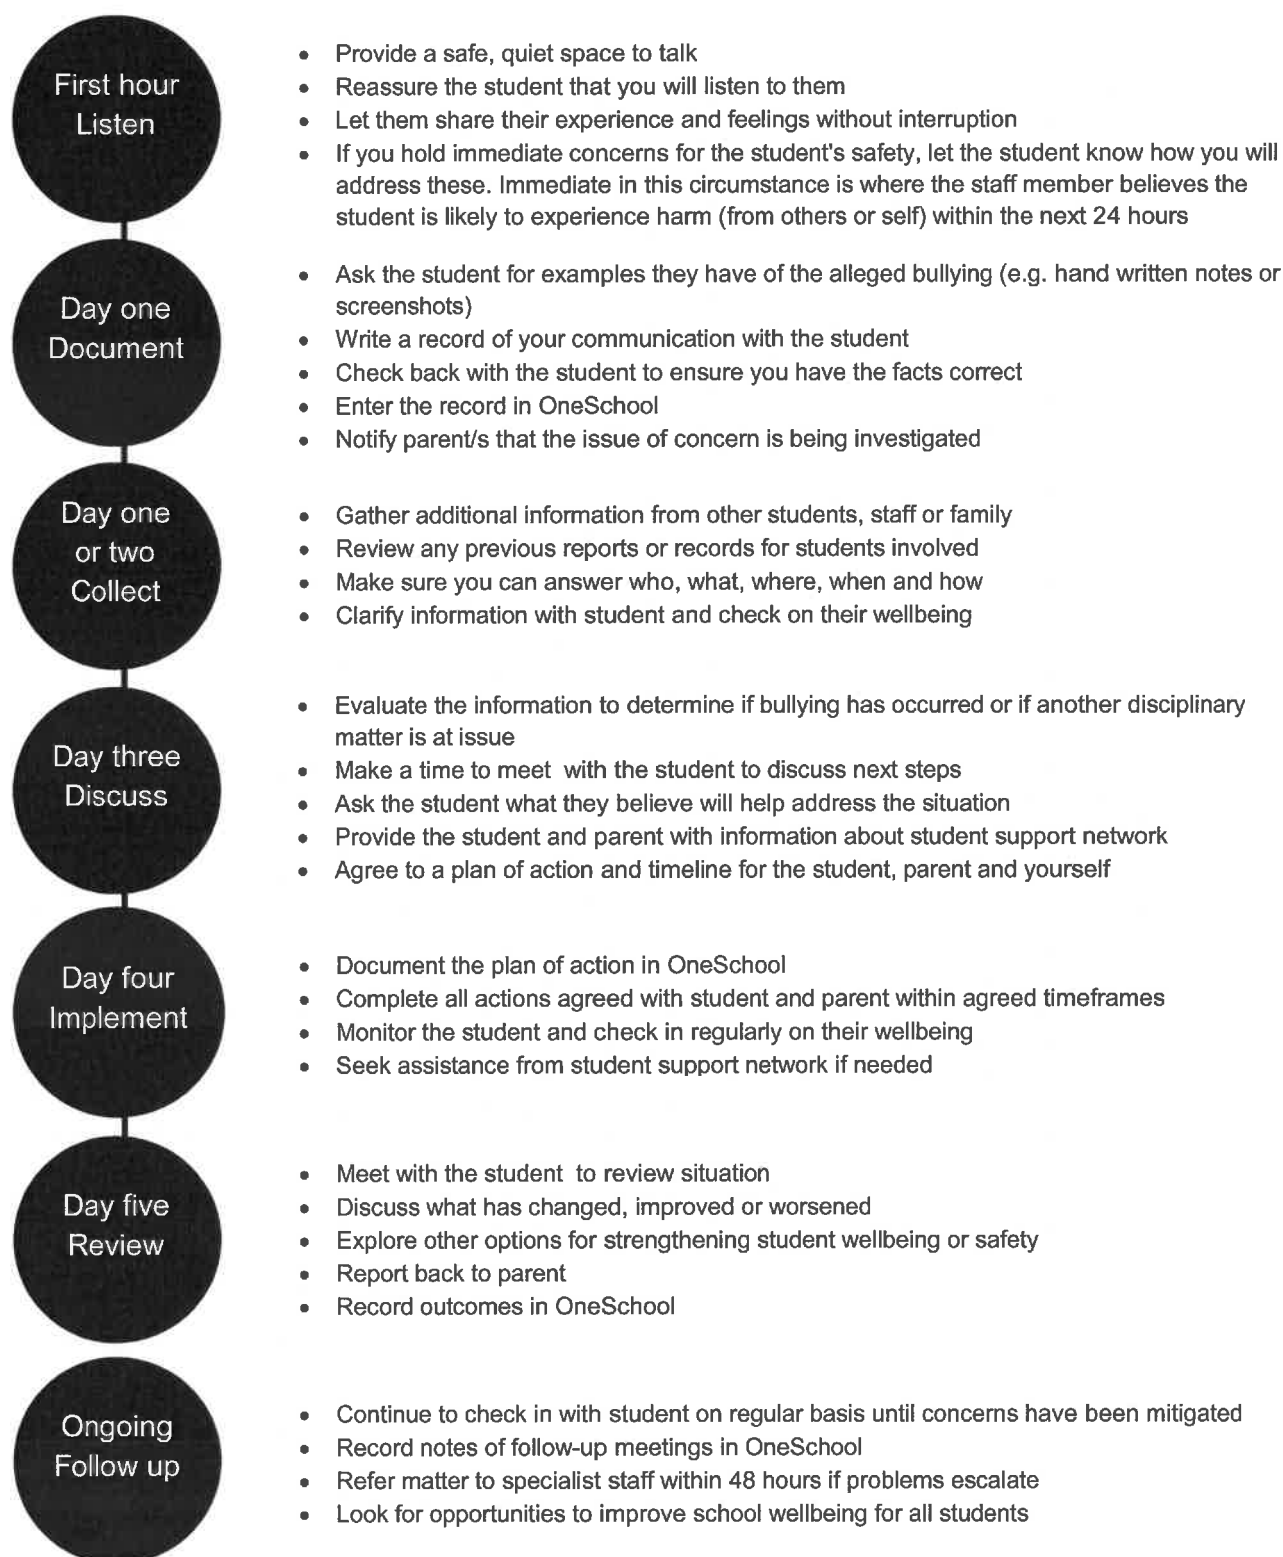 First hour
Listen
• Provide a safe, quiet space to talk
• Reassure the student that you will listen to them
• Let them share their experience and feelings without interruption
• If you hold immediate concerns for the student's safety, let the student know how you will
address these. Immediate in this circumstance is where the staff member believes the
student is likely to experience harm (from others or self) within the next 24 hours
Day one
Document
• Ask the student for examples they have of the alleged bullying (e.g. hand written notes or
screenshots)
• Write a record of your communication with the student
• Check back with the student to ensure you have the facts correct
• Enter the record in OneSchool
• Notify parent/s that the issue of concern is being investigated
Day one
or two
Collect
• Gather additional information from other students, staff or family
• Review any previous reports or records for students involved
• Make sure you can answer who, what, where, when and how
• Clarify information with student and check on their wellbeing
Day three
Discuss
• Evaluate the information to determine if bullying has occurred or if another disciplinary
matter is at issue
• Make a time to meet  with the student to discuss next steps
• Ask the student what they believe will help address the situation
• Provide the student and parent with information about student support network
• Agree to a plan of action and timeline for the student, parent and yourself
Day four
Implement
• Document the plan of action in OneSchool
• Complete all actions agreed with student and parent within agreed timeframes
• Monitor the student and check in regularly on their wellbeing
• Seek assistance from student support network if needed
Day five
Review
• Meet with the student  to review situation
• Discuss what has changed, improved or worsened
• Explore other options for strengthening student wellbeing or safety
• Report back to parent
• Record outcomes in OneSchool
Ongoing
Follow up
• Continue to check in with student on regular basis until concerns have been mitigated
• Record notes of follow-up meetings in OneSchool
• Refer matter to specialist staff within 48 hours if problems escalate
• Look for opportunities to improve school wellbeing for all students